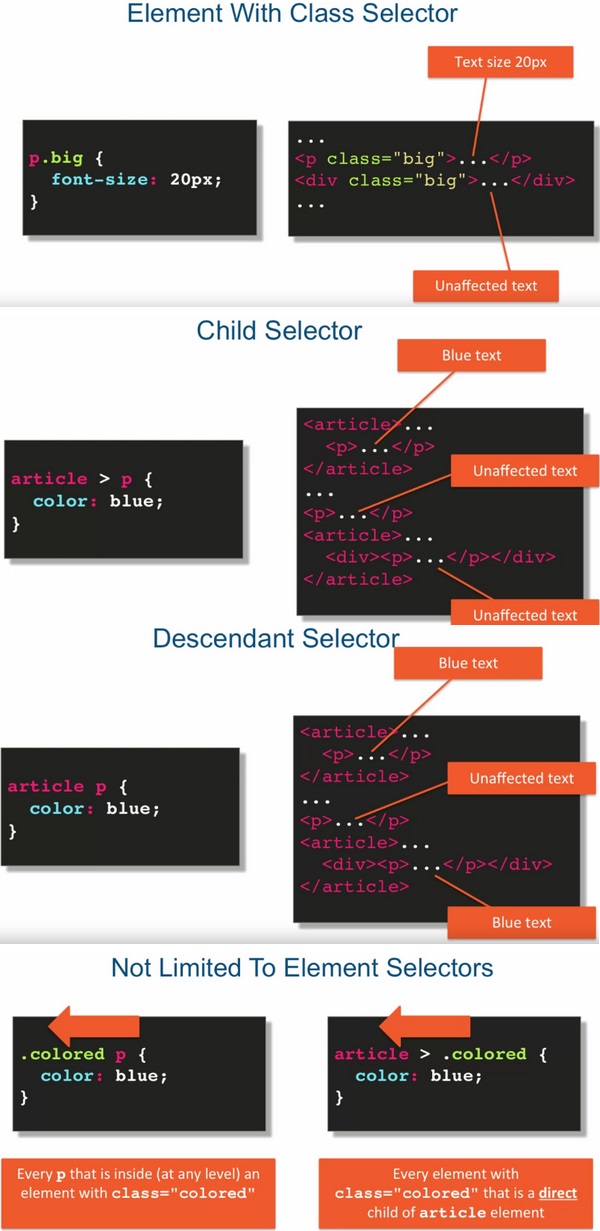 Element With Class Selector
Text size 20px
p.big {
  font-size: 20px;
}
...
<p class="big">...</p>
<div class="big">...</div>
...
Unaffected text
Child Selector
Blue text
article > p {
  color: blue;
}
<article>...
  <p>...</p>
</article>
...
<p>...</p>
<article>...
  <div><p>...</p></div>
</article>
Unaffected text
Unaffected text
Descendant Selector
Blue text
article p {
  color: blue;
}
<article>...
  <p>...</p>
</article>
...
<p>...</p>
<article>...
  <div><p>...</p></div>
</article>
Unaffected text
Blue text
Not Limited To Element Selectors
.colored p {
  color: blue;
}
Every p that is inside (at any level) an
element with class="colored"
article > .colored {
  color: blue;
}
Every element with
class="colored" that is a direct
child of article element